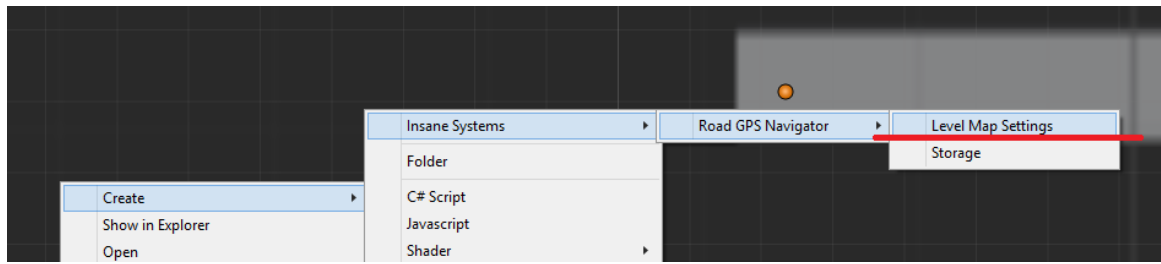 Insane Systems
Road GPS Navigator
Level Map Settings
Storage
Folder
Create
C# Script
Show in Explorer
Javascript
Open
Shader